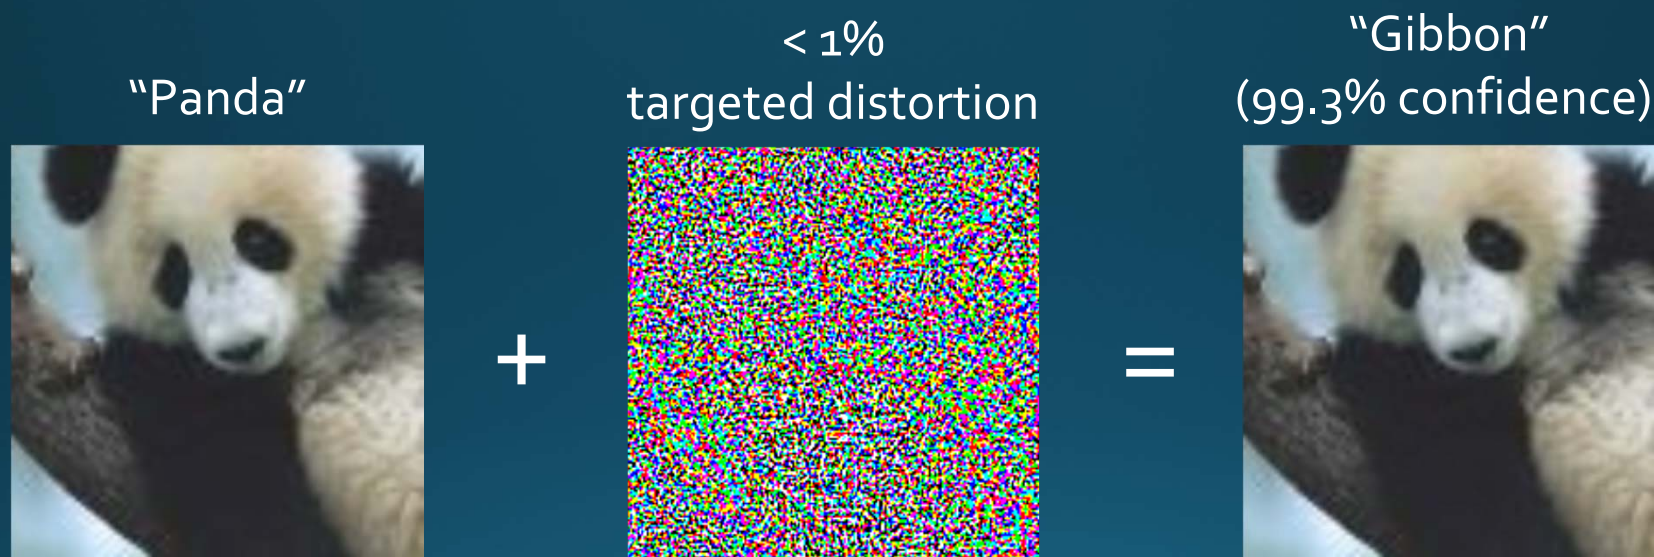 “Panda”
< 1%
targeted distortion
“Gibbon”
(99.3% confidence)
+
=